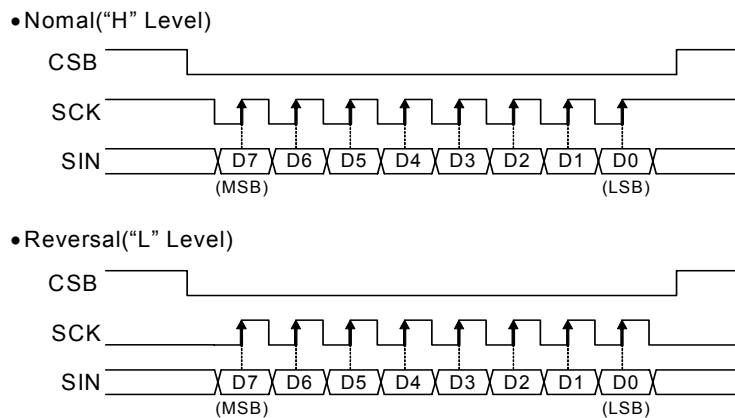 •Nomal(“H” Level)
CSB
SCK
SIN D7 D6 D5 D4 D3 D2 D1 D0
(MSB) (LSB)
•Reversal(“L” Level)
CSB
SCK
SIN D7 D6 D5 D4 D3 D2 D1 D0
(MSB) (LSB)